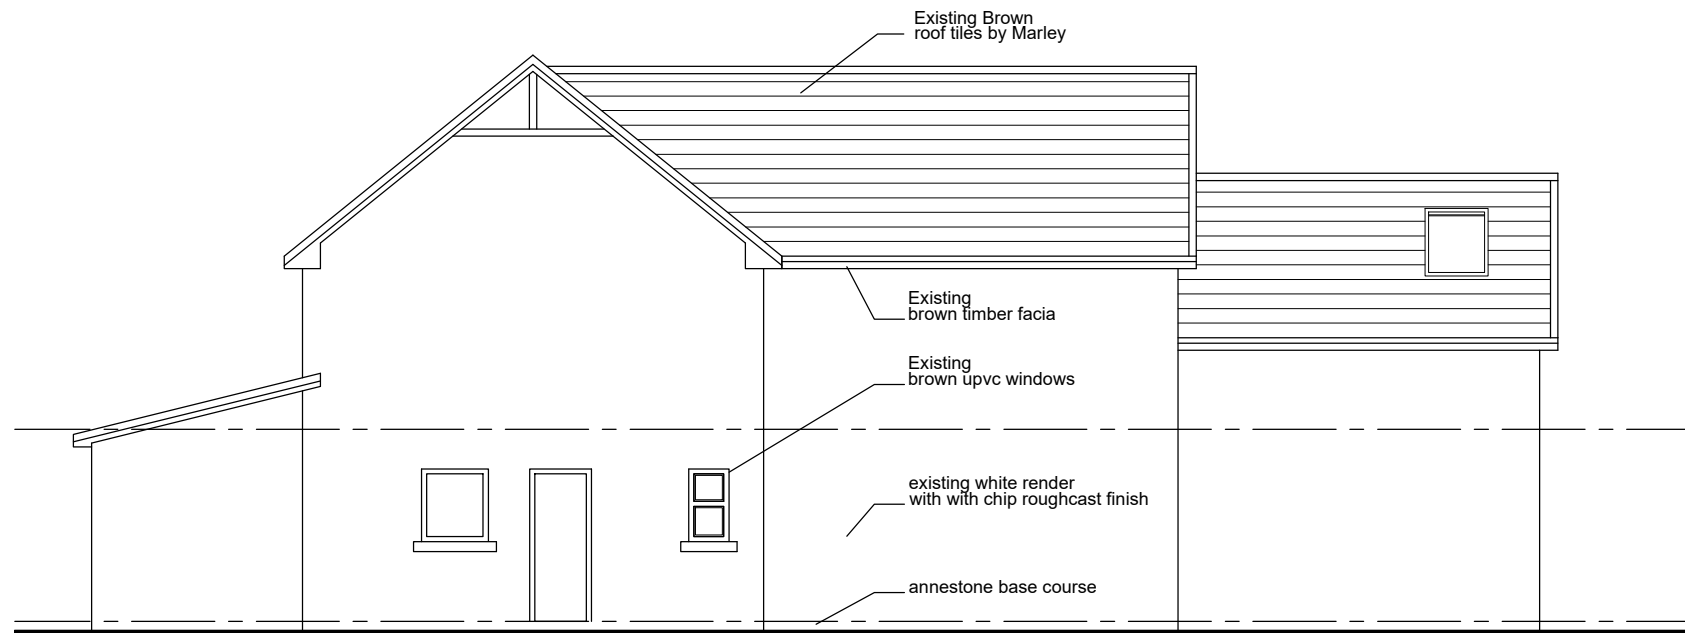 Existing Brown
roof tiles by Marley
Existing
brown timber facia
Existing
brown upvc windows
existing white render
with with chip roughcast finish
annestone base course